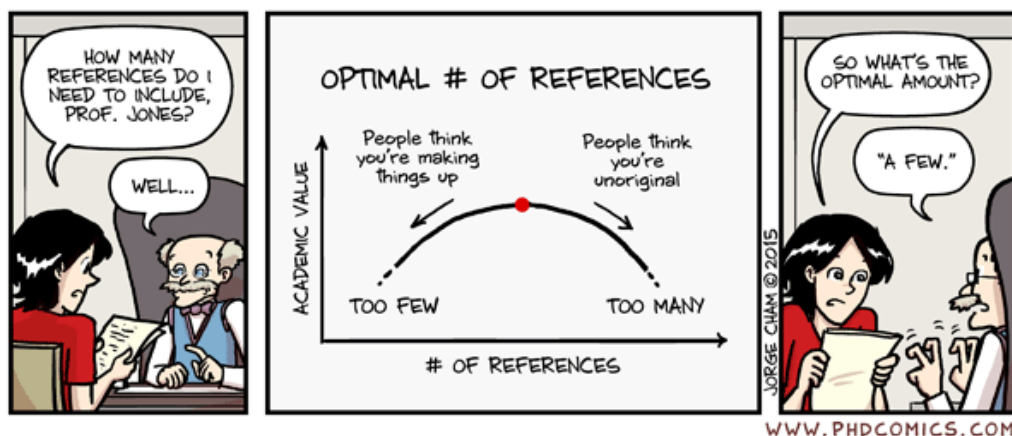 HOW MANY
REFERENCES DO I
NEED TO INCLUDE,
PROF. JONES?
WELL...
OPTIMAL # OF REFERENCES
People think
you're making
things up
People think
you're
unoriginal
ACADEMIC VALUE
TOO FEW
TOO MANY
# OF REFERENCES
JORGE CHAM © 2015
SO WHAT'S THE
OPTIMAL AMOUNT?
"A FEW."
WWW.PHDCOMICS.COM